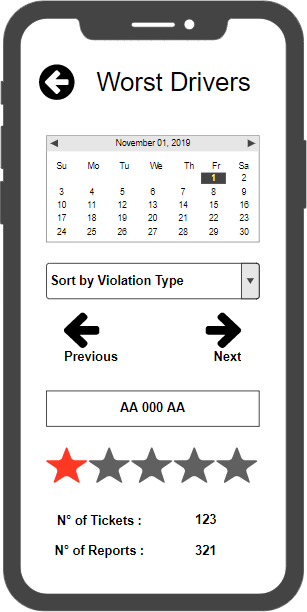 Worst Drivers
November 01, 2019
Su Mo Tu We Th Fr Sa
1 2
3 4 5 6 7 8 9
10 11 12 13 14 15 16
17 18 19 20 21 22 23
24 25 26 27 28 29 30
Sort by Violation Type
Previous Next
AA 000 AA
N° of Tickets : 123
N° of Reports : 321